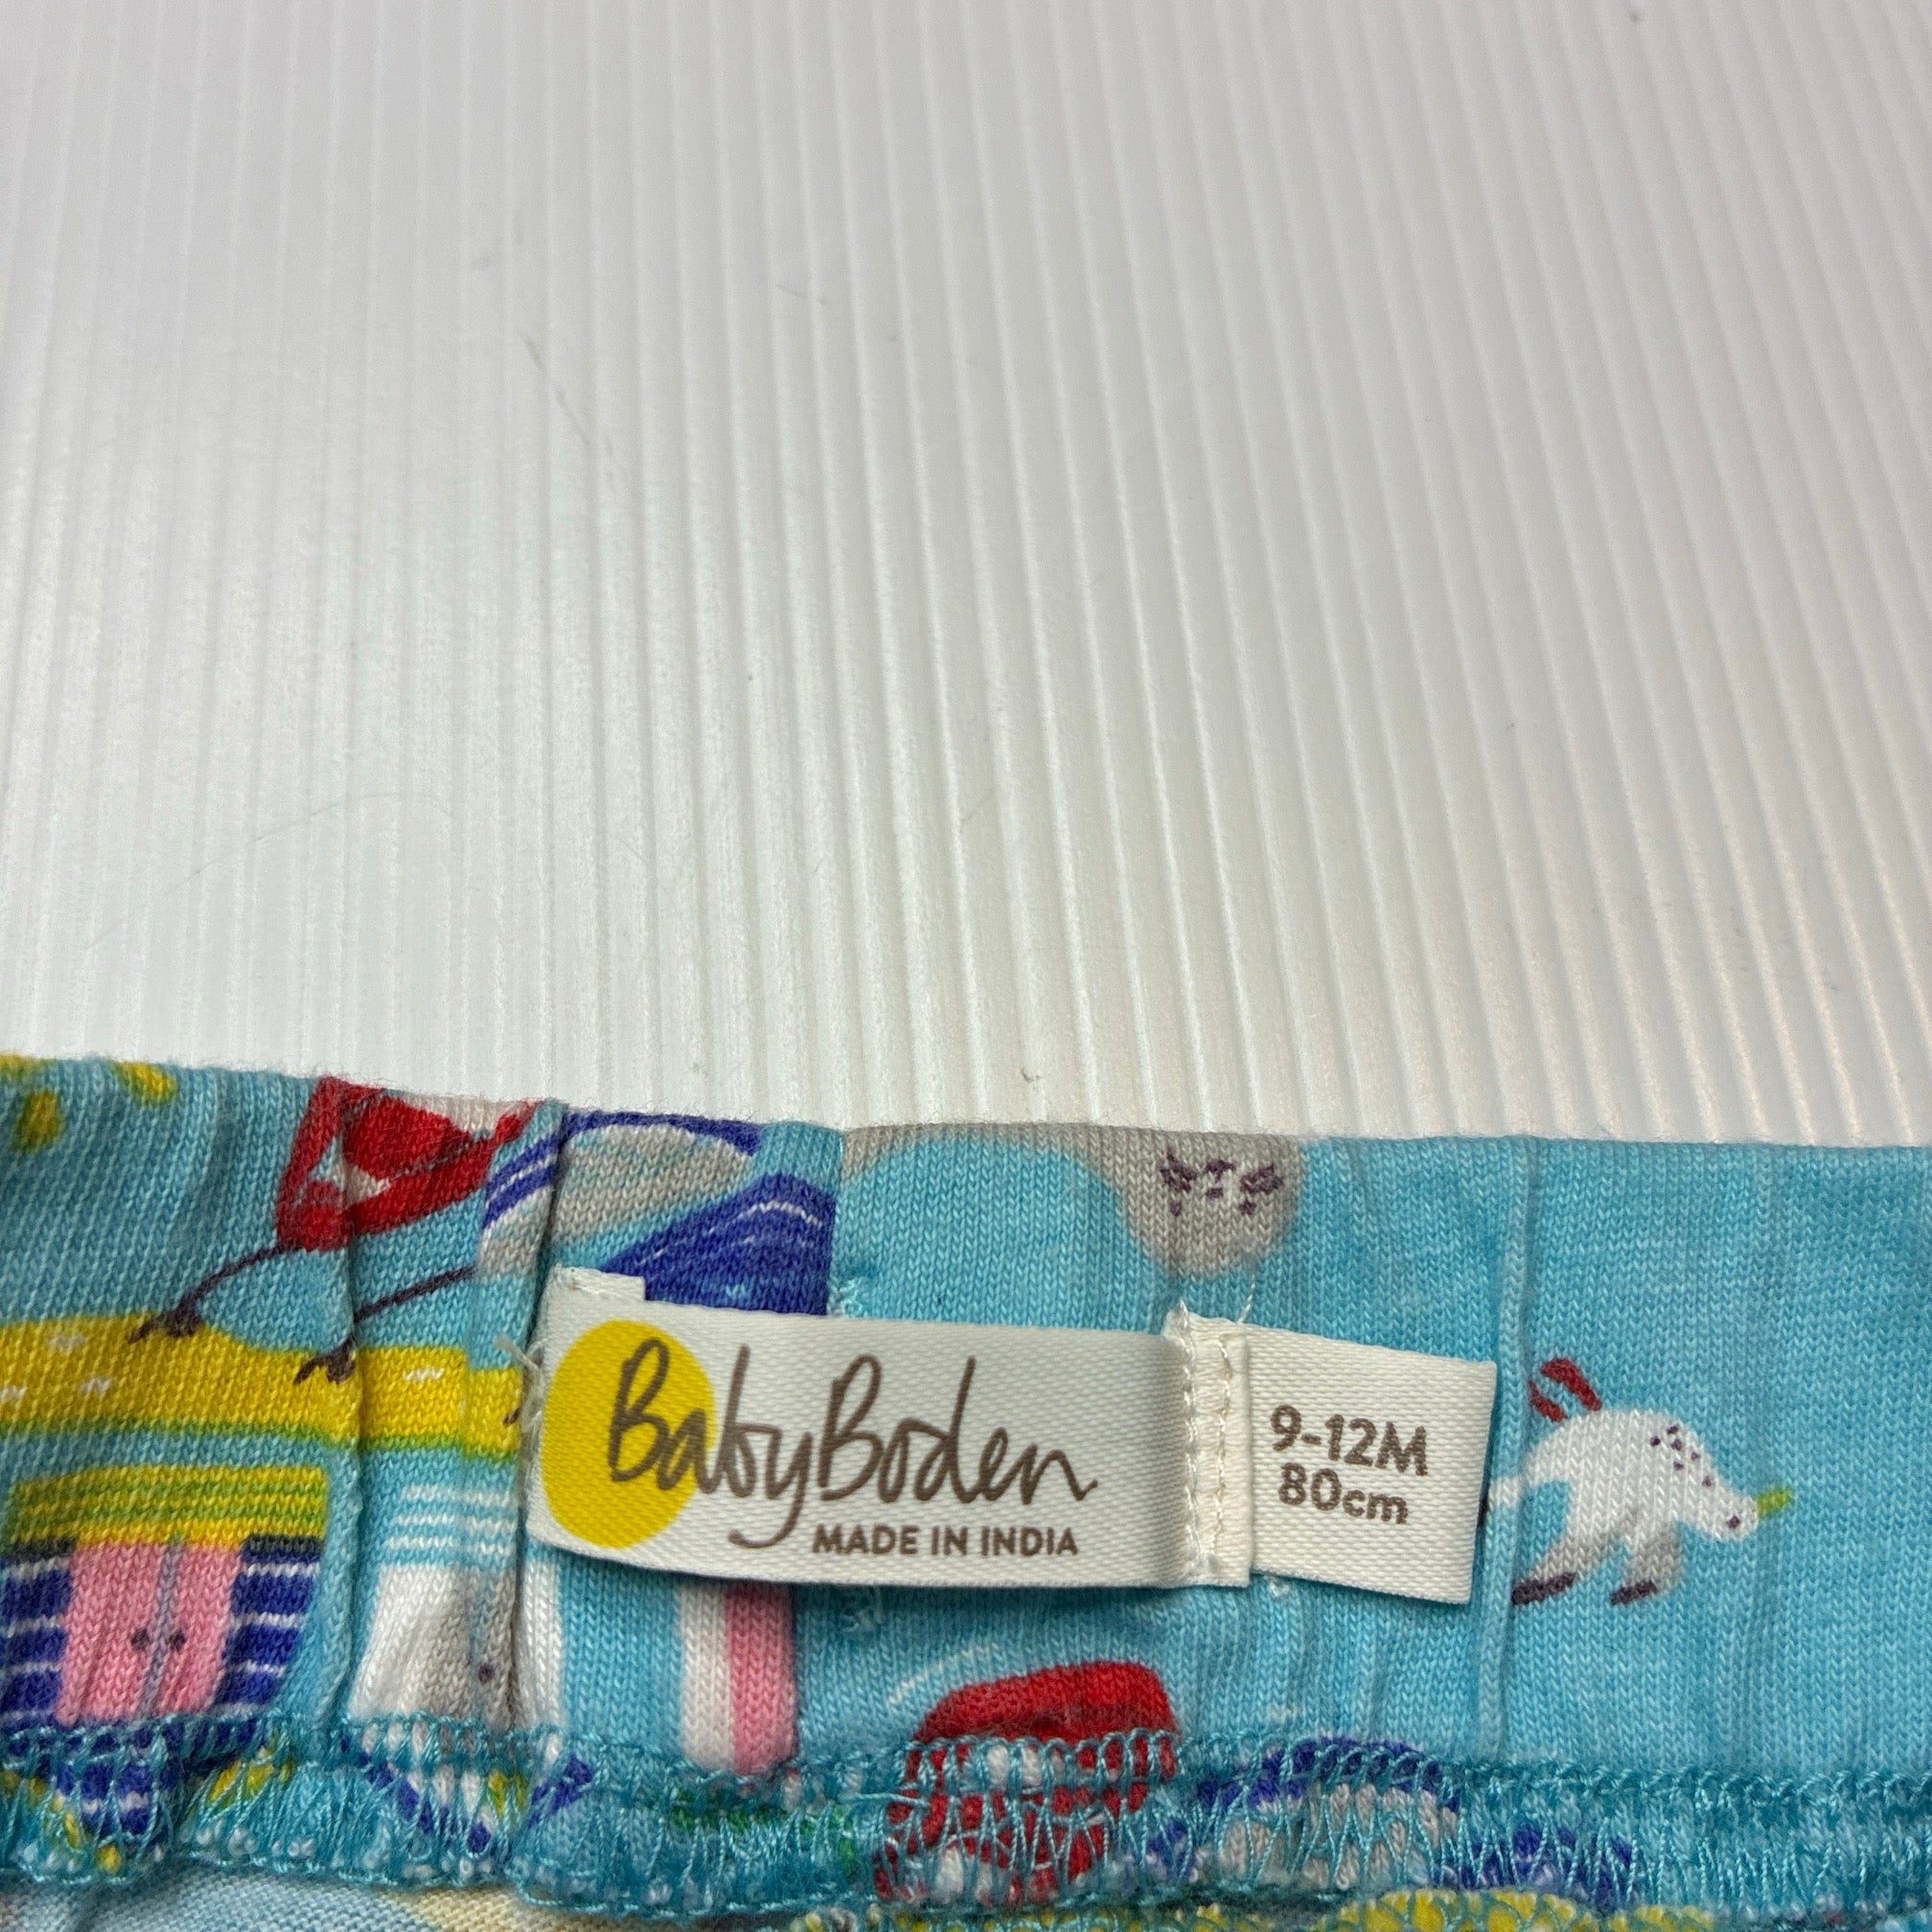 BabyBoden
MADE IN INDIA
9-12M
80cm